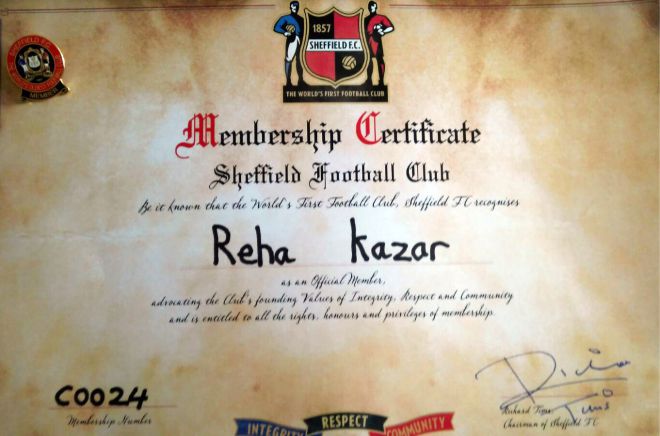 1857
SHEFFIELD F.C.
THE WORLD'S FIRST FOOTBALL CLUB
SHEFFIELD F.C.
MEMBER
Membership Certificate
Sheffield Football Club
Be it known that the World's First Football Club, Sheffield FC recognises
Reha Kazar
as an Official Member,
advocating the Club's founding Values of Integrity, Respect and Community
and is entitled to all the rights, honours and privileges of membership.
C0024
Membership Number
Richard Tims
Chairman of Sheffield FC
INTEGRITY RESPECT COMMUNITY